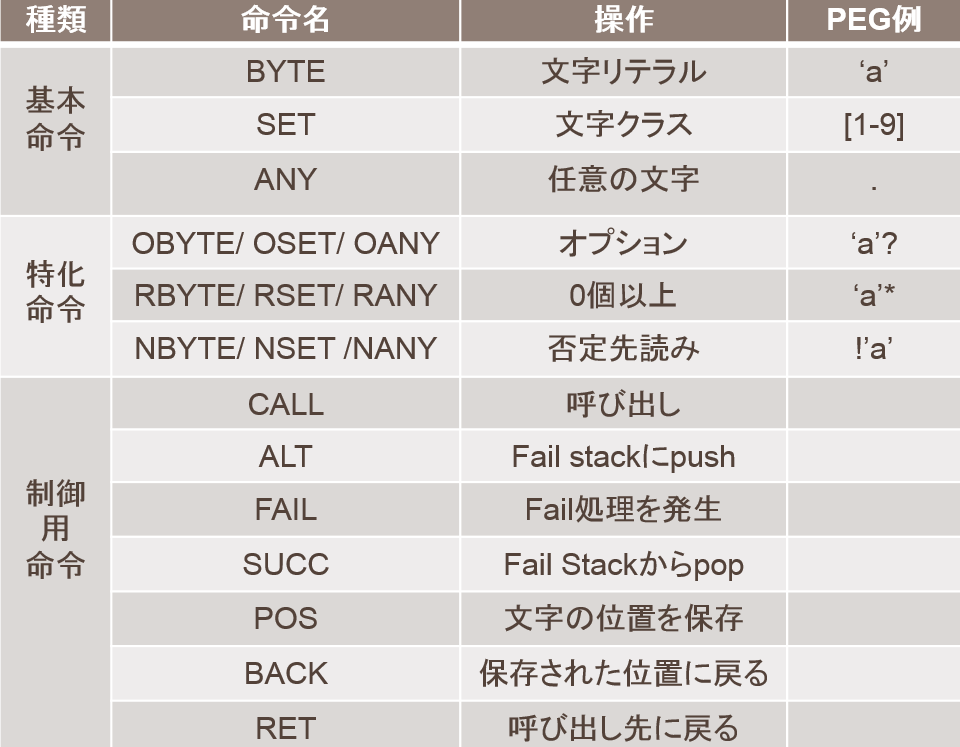 種類 命令名 操作 PEG例
基本
命令
BYTE 文字リテラル ‘a’
SET 文字クラス [1-9]
ANY 任意の文字 .
特化
命令
OBYTE/ OSET/ OANY オプション ‘a’?
RBYTE/ RSET/ RANY 0個以上 ‘a’*
NBYTE/ NSET /NANY 否定先読み !’a’
制御
用
命令
CALL 呼び出し
ALT Fail stackにpush
FAIL Fail処理を発生
SUCC Fail Stackからpop
POS 文字の位置を保存
BACK 保存された位置に戻る
RET 呼び出し先に戻る